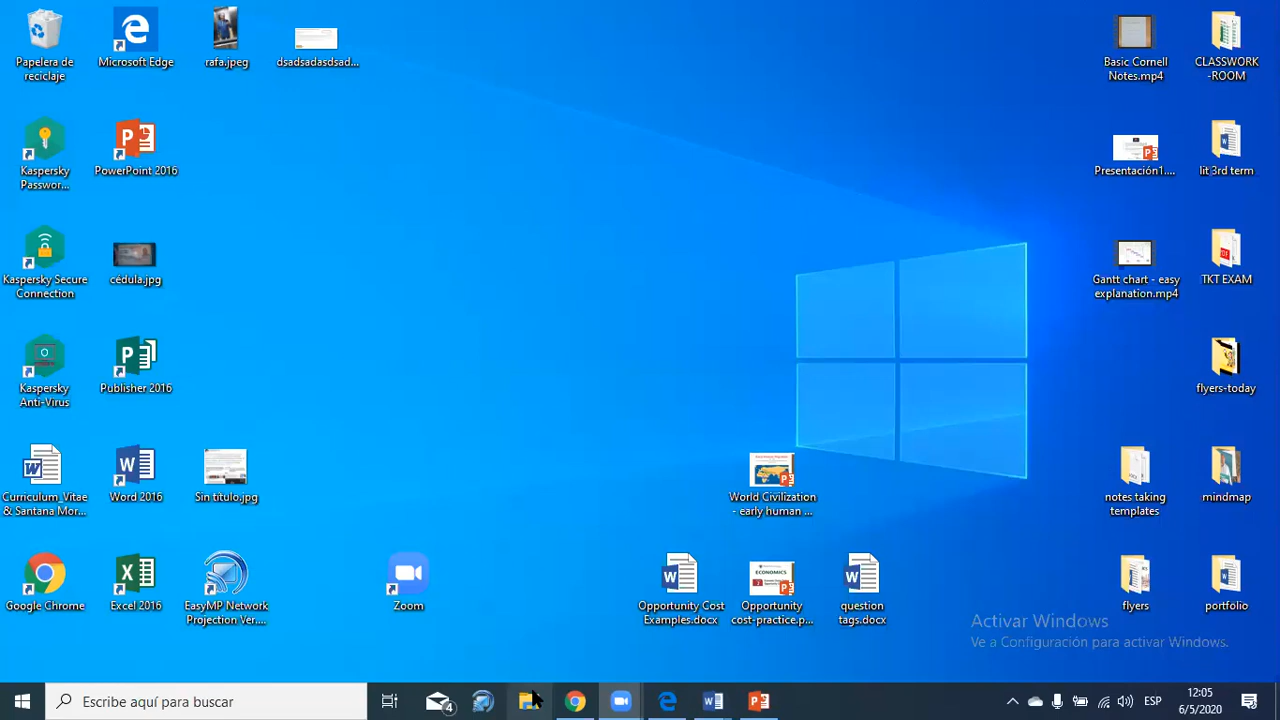 Papelera de
reciclaje
Microsoft Edge
rafa.jpeg
dsadsadasdsad...
Basic Cornell
Notes.mp4
CLASSWORK
-ROOM
Kaspersky
Passwor...
PowerPoint 2016
Presentación1....
lit 3rd term
Kaspersky Secure
Connection
cédula.jpg
Gantt chart - easy
explanation.mp4
TKT EXAM
Kaspersky
Anti-Virus
Publisher 2016
flyers-today
Curriculum_Vitae
& Santana Mor...
Word 2016
Sin título.jpg
World Civilization
- early human ...
notes taking
templates
mindmap
Google Chrome
Excel 2016
EasyMP Network
Projection Ver....
Zoom
Opportunity Cost
Examples.docx
ECONOMICS
Opportunity
cost-practice.p...
question
tags.docx
flyers
portfolio
Activar Windows
Ve a Configuración para activar Windows.
Escribe aquí para buscar
4
ESP
12:05
6/5/2020